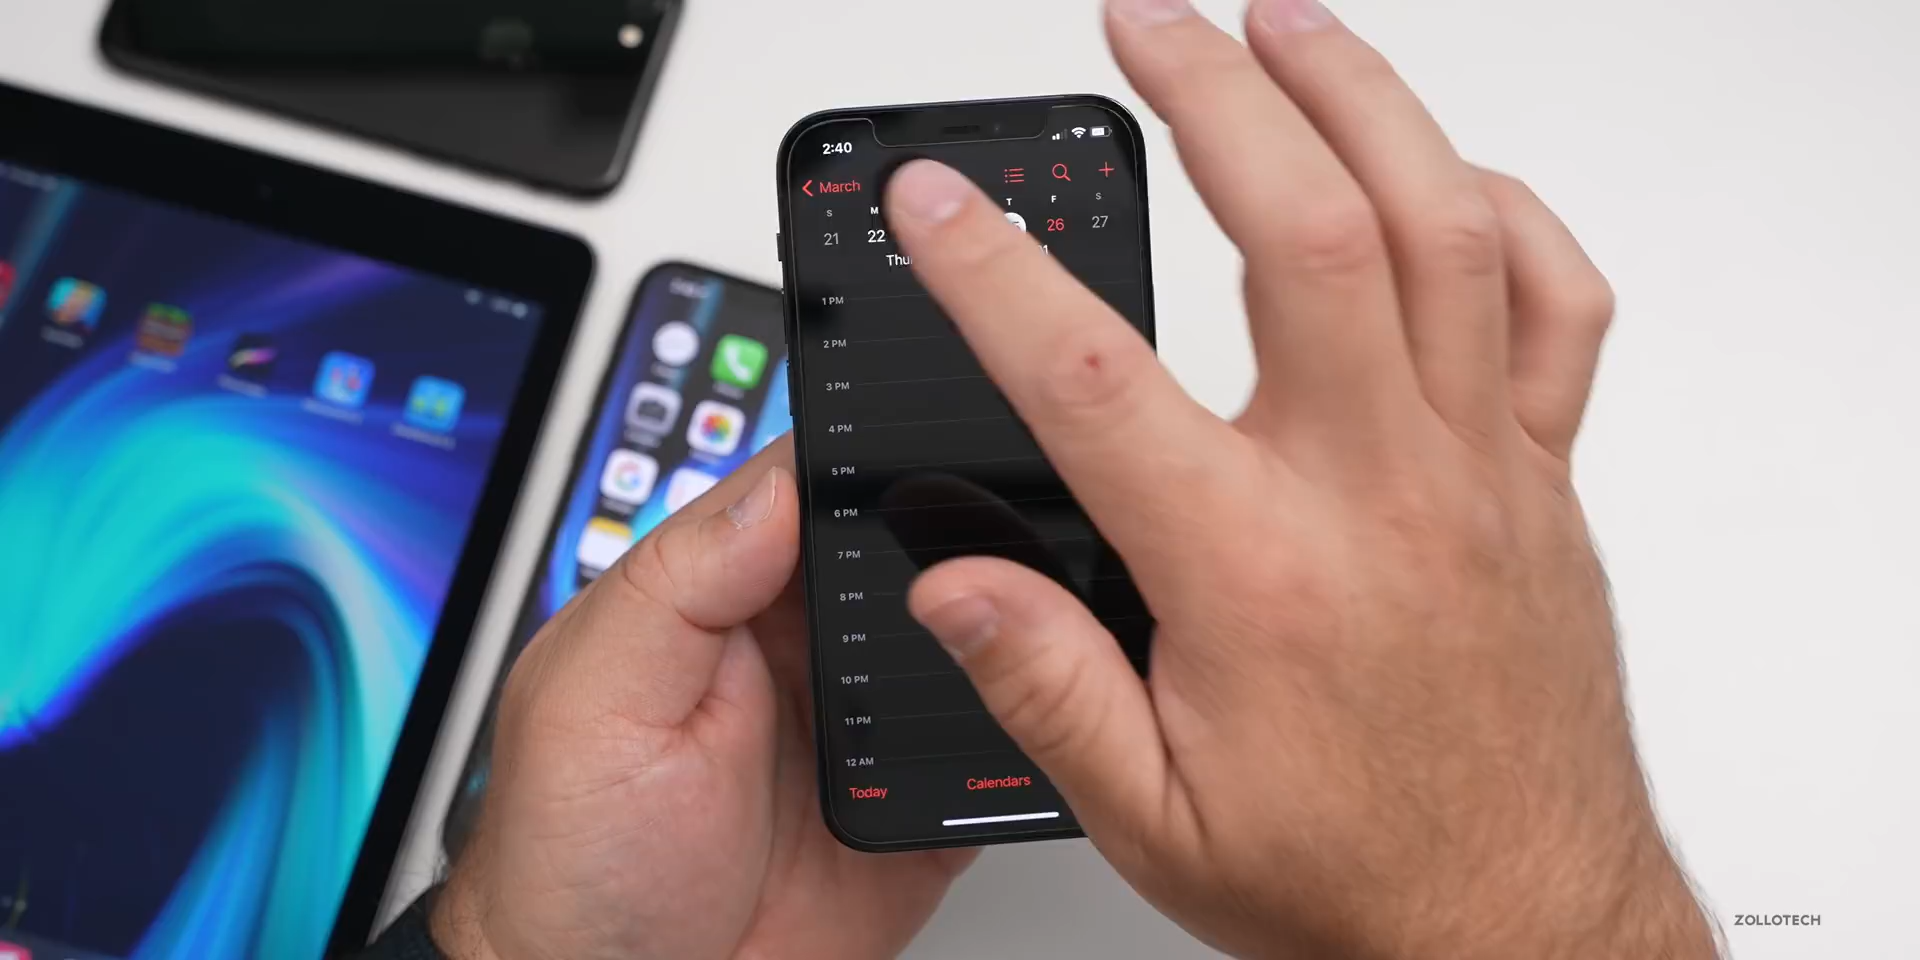 2:40
March
S M T F S
21 22 26 27
1 PM
2 PM
3 PM
4 PM
5 PM
6 PM
7 PM
8 PM
9 PM
10 PM
11 PM
12 AM
Today Calendars
ZOLLOTECH